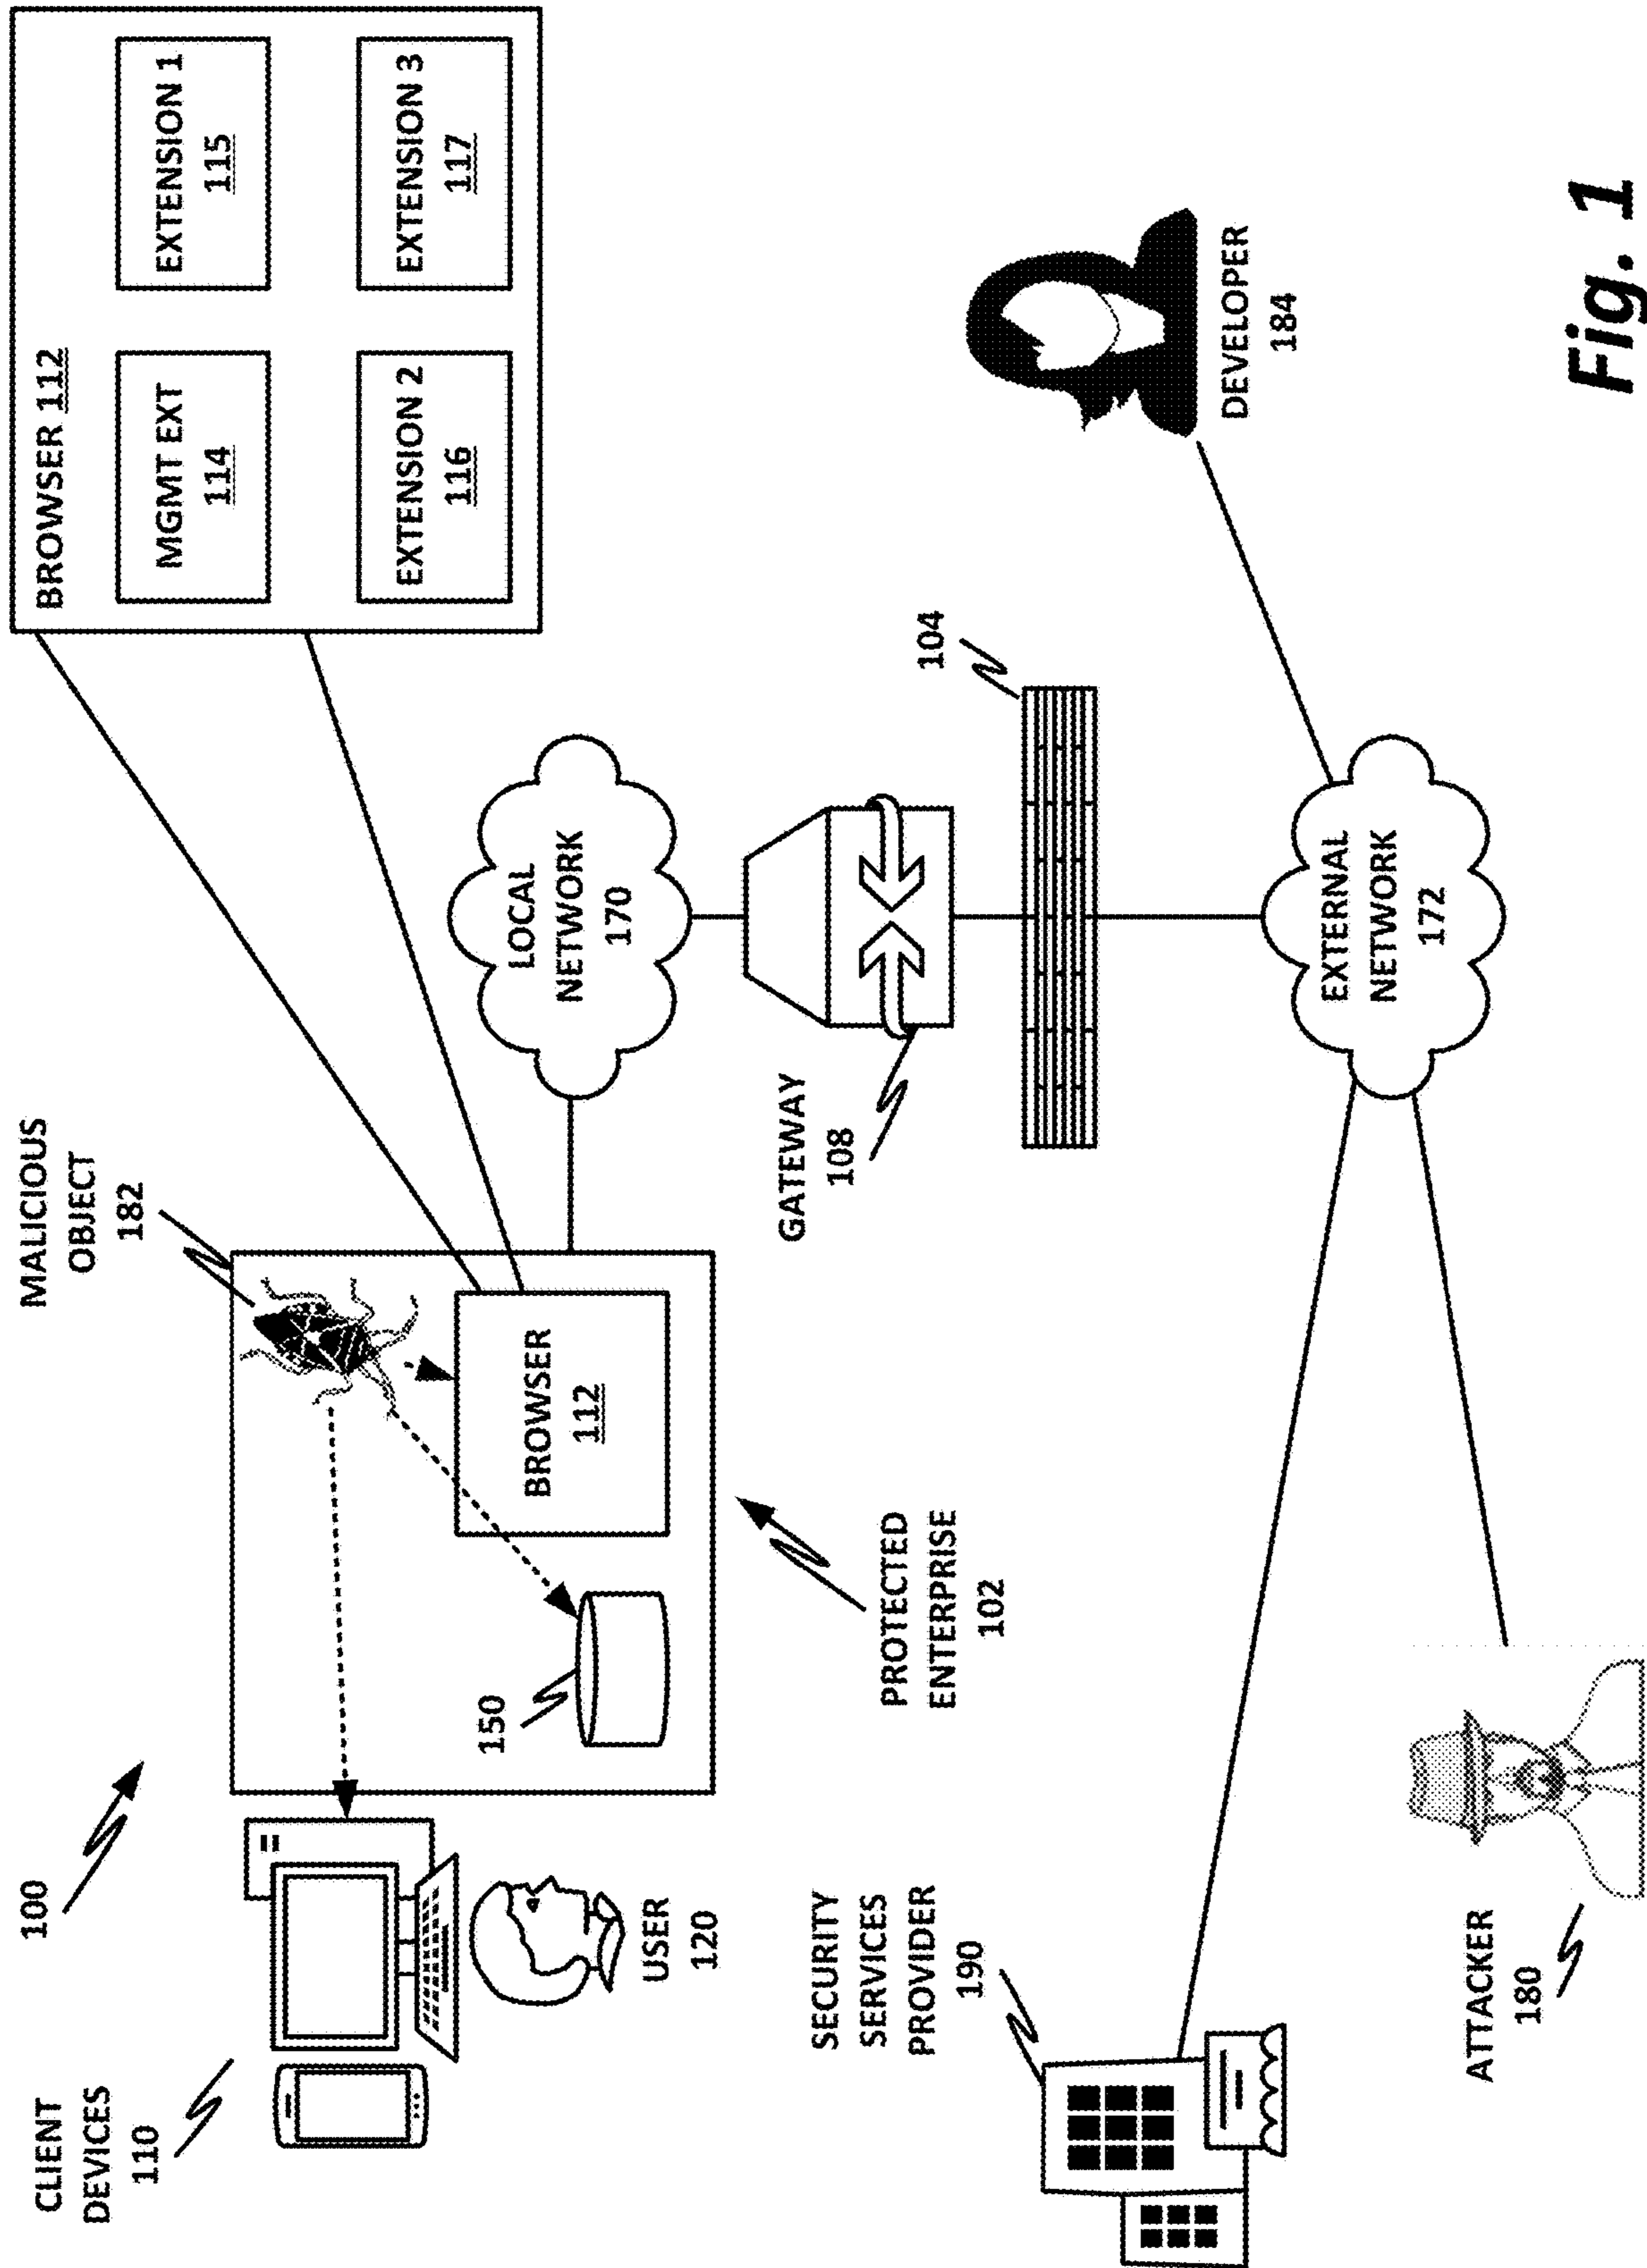 100
CLIENT
DEVICES
110
USER
120
MALICIOUS
OBJECT
182
150
BROWSER
112
PROTECTED
ENTERPRISE
102
BROWSER 112
MGMT EXT
114
EXTENSION 1
115
EXTENSION 2
116
EXTENSION 3
117
LOCAL
NETWORK
170
GATEWAY
108
104
SECURITY
SERVICES
PROVIDER
190
EXTERNAL
NETWORK
172
DEVELOPER
184
ATTACKER
180
Fig. 1